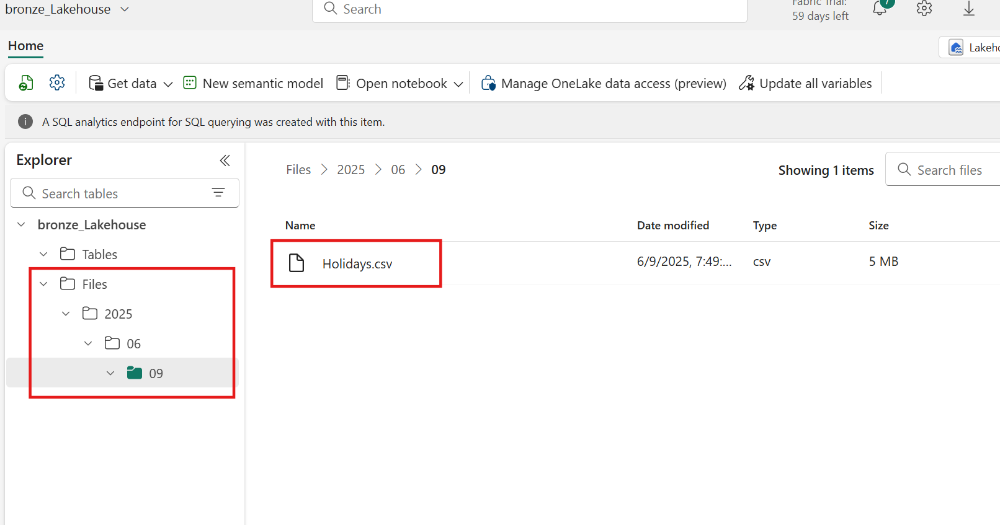 bronze_Lakehouse
Search
Fabric Trial:
59 days left
7
Home
Lakeho
Get data
New semantic model
Open notebook
Manage OneLake data access (preview)
Update all variables
A SQL analytics endpoint for SQL querying was created with this item.
Explorer
Search tables
bronze_Lakehouse
Tables
Files
2025
06
09
Files > 2025 > 06 > 09
Showing 1 items
Search files
Name Date modified Type Size
Holidays.csv 6/9/2025, 7:49:... csv 5 MB